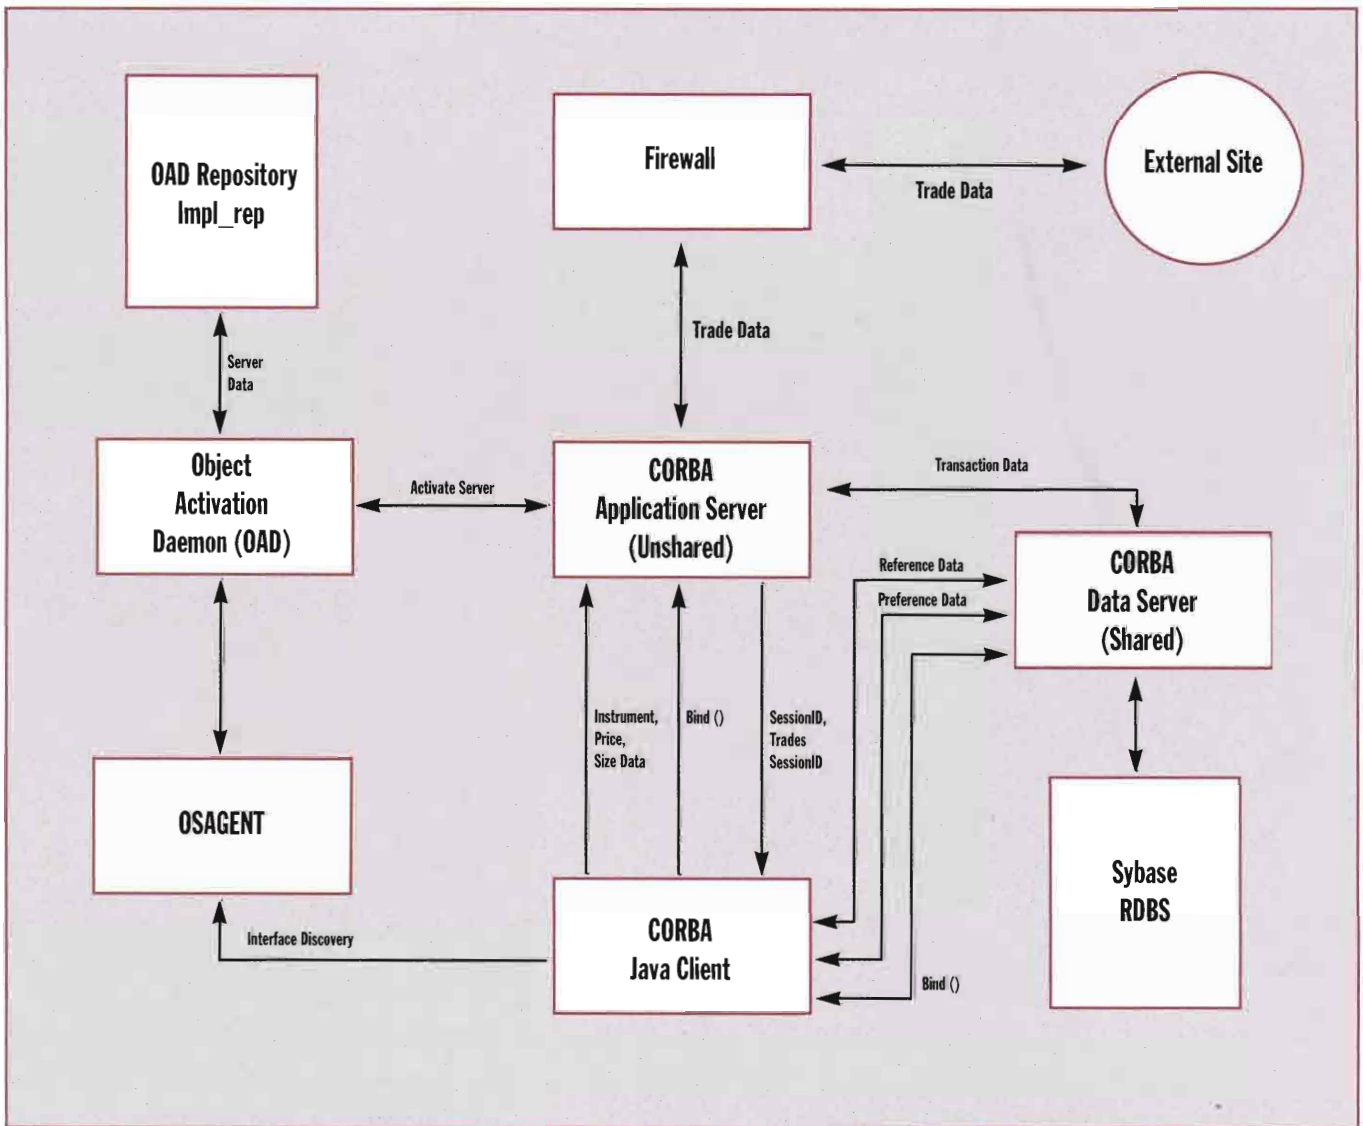 OAD Repository
Impl_rep
Firewall
External Site
Trade Data
Trade Data
Server
Data
Object
Activation
Daemon (OAD)
Activate Server
CORBA
Application Server
(Unshared)
Transaction Data
Reference Data
Preference Data
CORBA
Data Server
(Shared)
Instrument,
Price,
Size Data
Bind ()
SessionID,
Trades
SessionID
OSAGENT
Interface Discovery
CORBA
Java Client
Bind ()
Sybase
RDBS